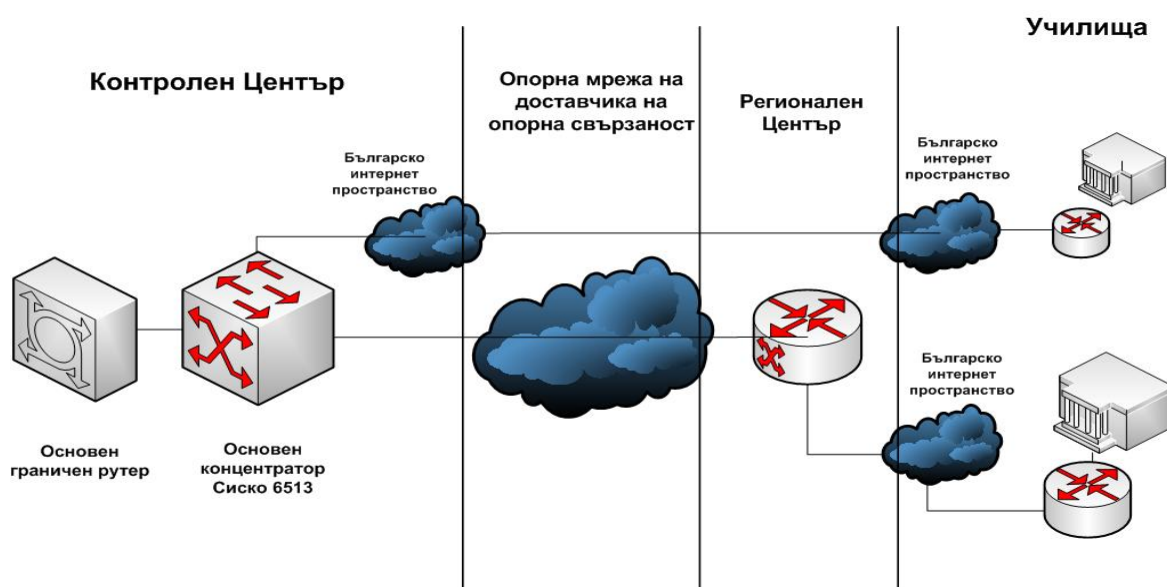 Училища
Контролен Център
Опорна мрежа на
доставчика на
опорна свързаност
Регионален
Център
Българско
интернет
пространство
Българско
интернет
пространство
Българско
интернет
пространство
Основен
граничен рутер
Основен
концентратор
Сиско 6513